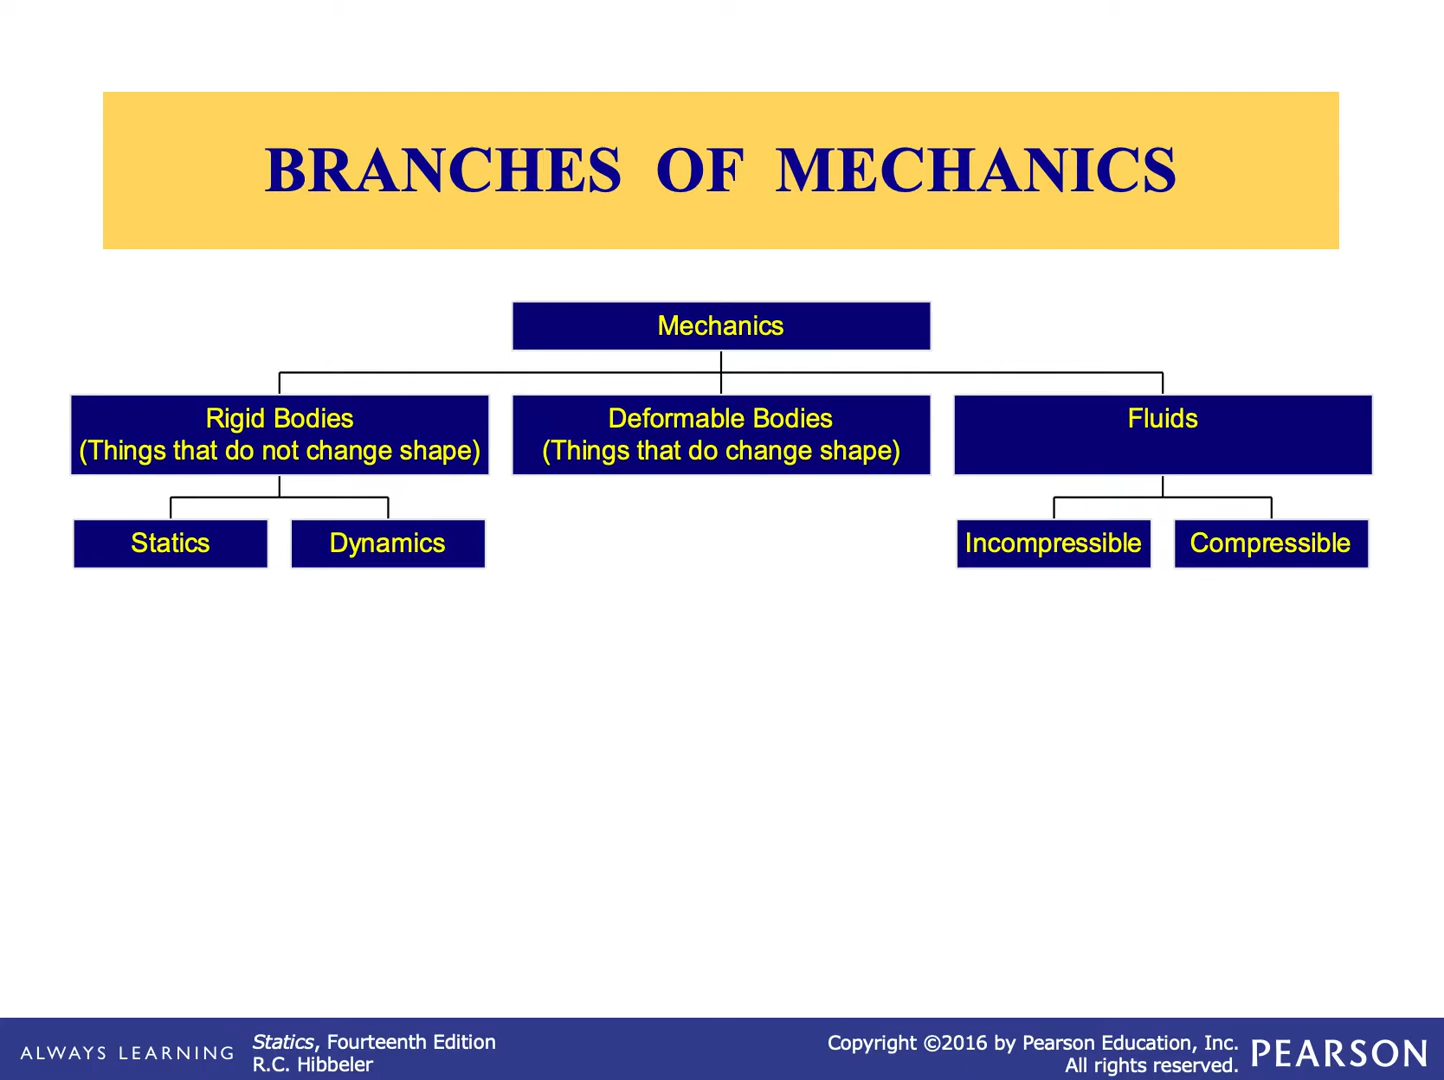 BRANCHES OF MECHANICS
Mechanics
Rigid Bodies
(Things that do not change shape)
Deformable Bodies
(Things that do change shape)
Fluids
Statics
Dynamics
Incompressible
Compressible
ALWAYS LEARNING
Statics, Fourteenth Edition
R.C. Hibbeler
Copyright ©2016 by Pearson Education, Inc.
All rights reserved.
PEARSON